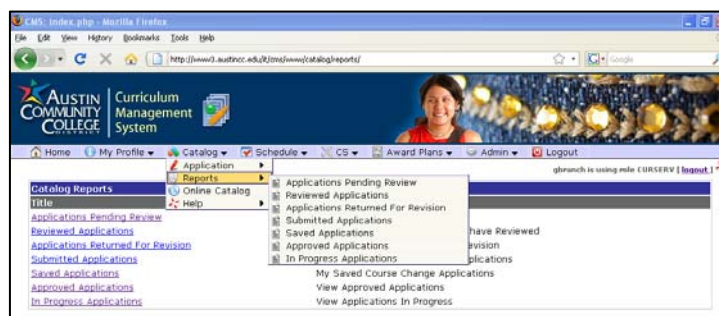 CMS: index.php - Mozilla Firefox
File Edit View History Bookmarks Tools Help
http://www3.austincc.edu/it/cms/www/catalog/reports/
Google
AUSTIN COMMUNITY COLLEGE DISTRICT
Curriculum Management System
Home My Profile Catalog Schedule CS Award Plans Admin Logout
Application
Reports
Online Catalog
Help
Applications Pending Review
Reviewed Applications
Applications Returned For Revision
Submitted Applications
Saved Applications
Approved Applications
In Progress Applications
gbranch is using role CURSERV [ logout ]
Catalog Reports
Title
Applications Pending Review
Reviewed Applications have Reviewed
Applications Returned For Revision evision
Submitted Applications plications
Saved Applications My Saved Course Change Applications
Approved Applications View Approved Applications
In Progress Applications View Applications In Progress